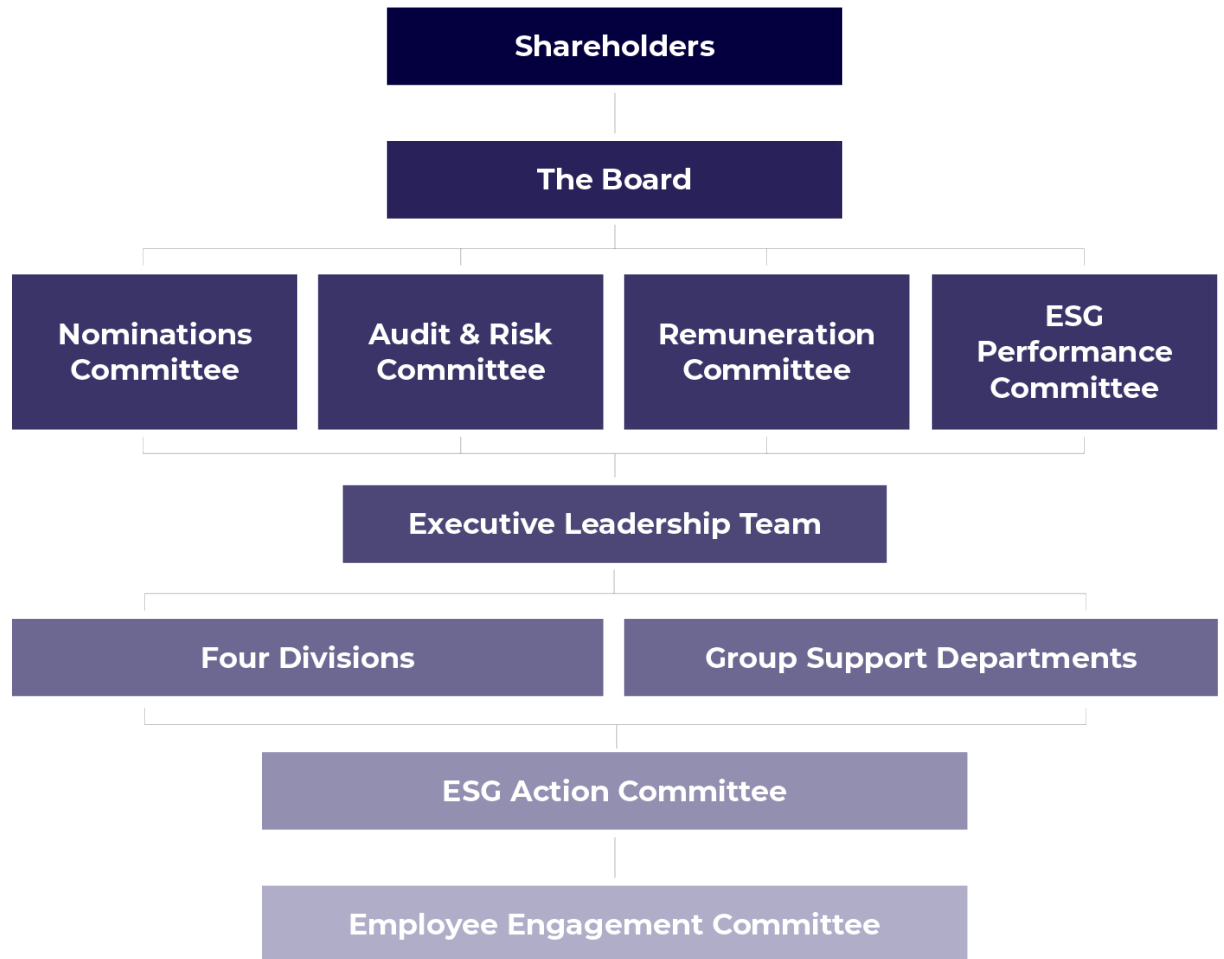 Shareholders
The Board
Nominations
Committee
Audit & Risk
Committee
Remuneration
Committee
ESG
Performance
Committee
Executive Leadership Team
Four Divisions
Group Support Departments
ESG Action Committee
Employee Engagement Committee